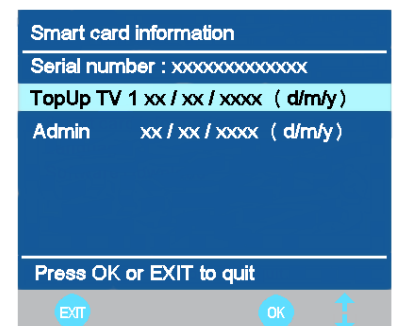 Smart card information
Serial number : xxxxxxxxxxxxx
TopUp TV 1 xx / xx / xxxx ( d/m/y )
Admin xx / xx / xxxx ( d/m/y )
Press OK or EXIT to quit
EXIT OK